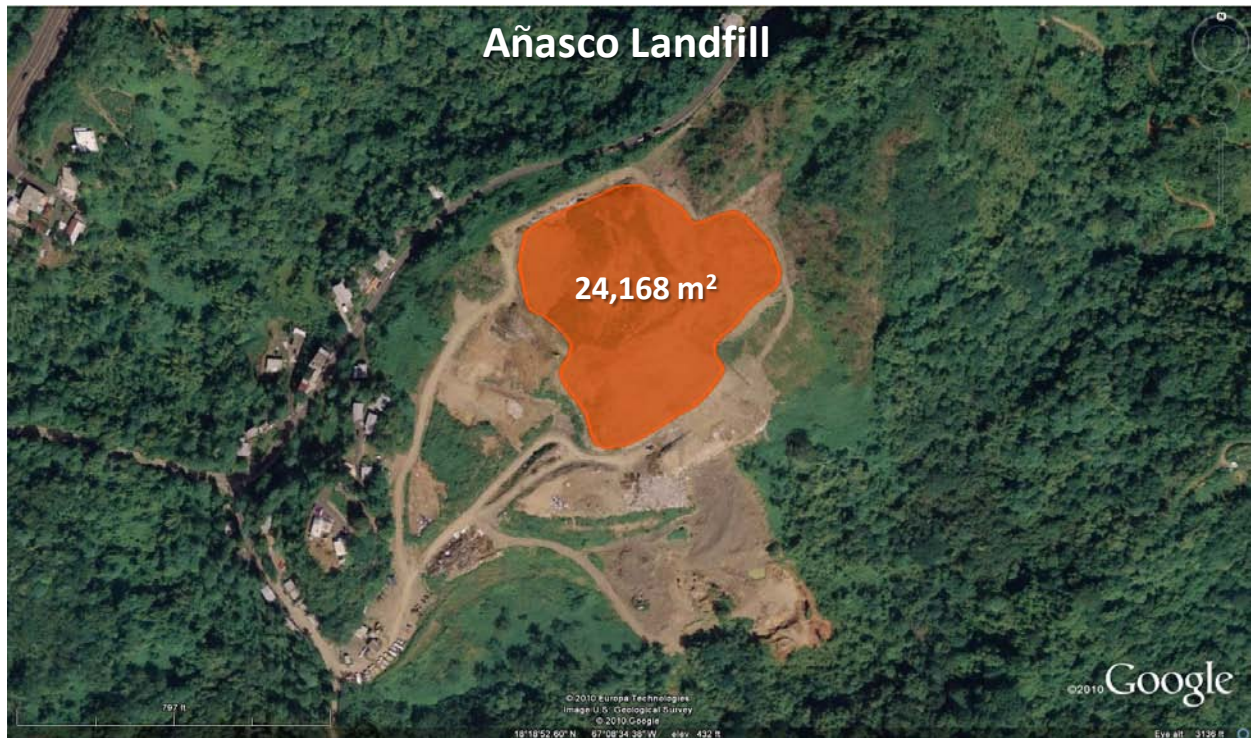 Añasco Landfill
N
24,168 m²
797 ft
© 2010 Europa Technologies
Image U.S. Geological Survey
© 2010 Google
©2010 Google
18°18'52.60" N 67°08'34.38" W elev 432 ft
Eye alt 3136 ft